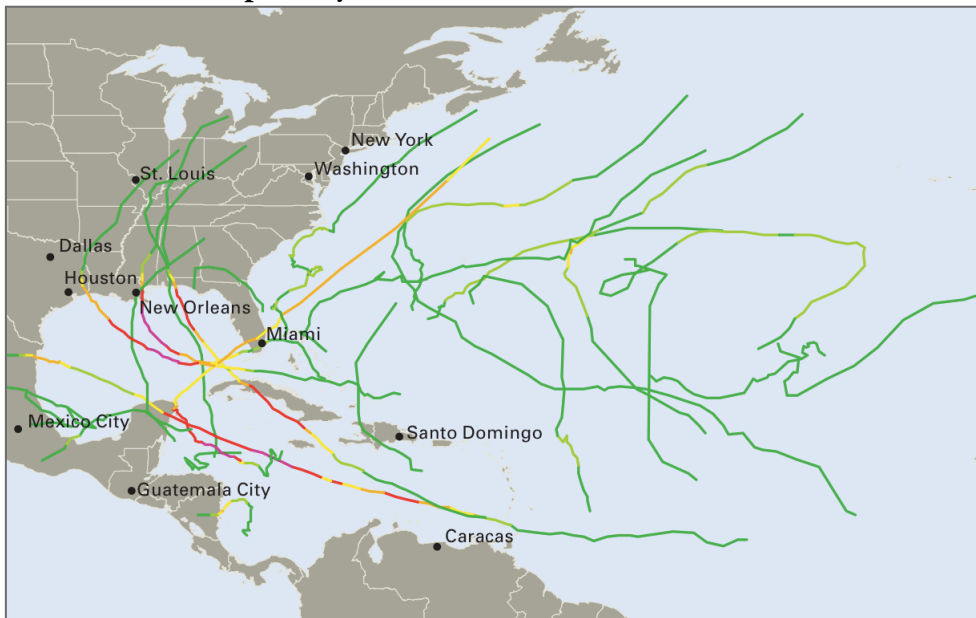 New York
Washington
St. Louis
Dallas
Houston
New Orleans
Miami
Mexico City
Santo Domingo
Guatemala City
Caracas